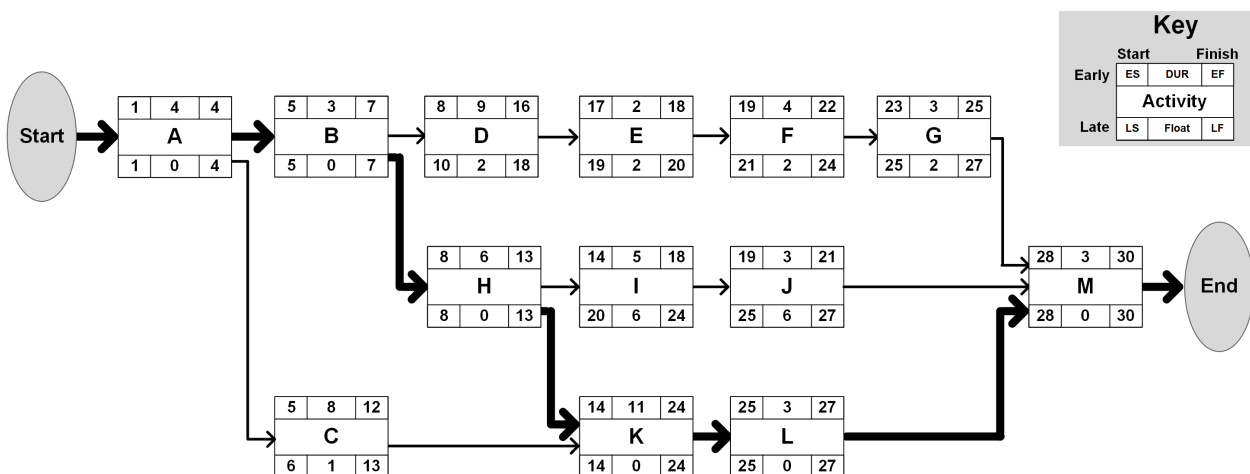 Key
Start Finish
Early ES DUR EF
Activity
Late LS Float LF
Start
1 4 4
A
1 0 4
5 3 7
B
5 0 7
8 9 16
D
10 2 18
17 2 18
E
19 2 20
19 4 22
F
21 2 24
23 3 25
G
25 2 27
8 6 13
H
8 0 13
14 5 18
I
20 6 24
19 3 21
J
25 6 27
28 3 30
M
28 0 30
End
5 8 12
C
6 1 13
14 11 24
K
14 0 24
25 3 27
L
25 0 27